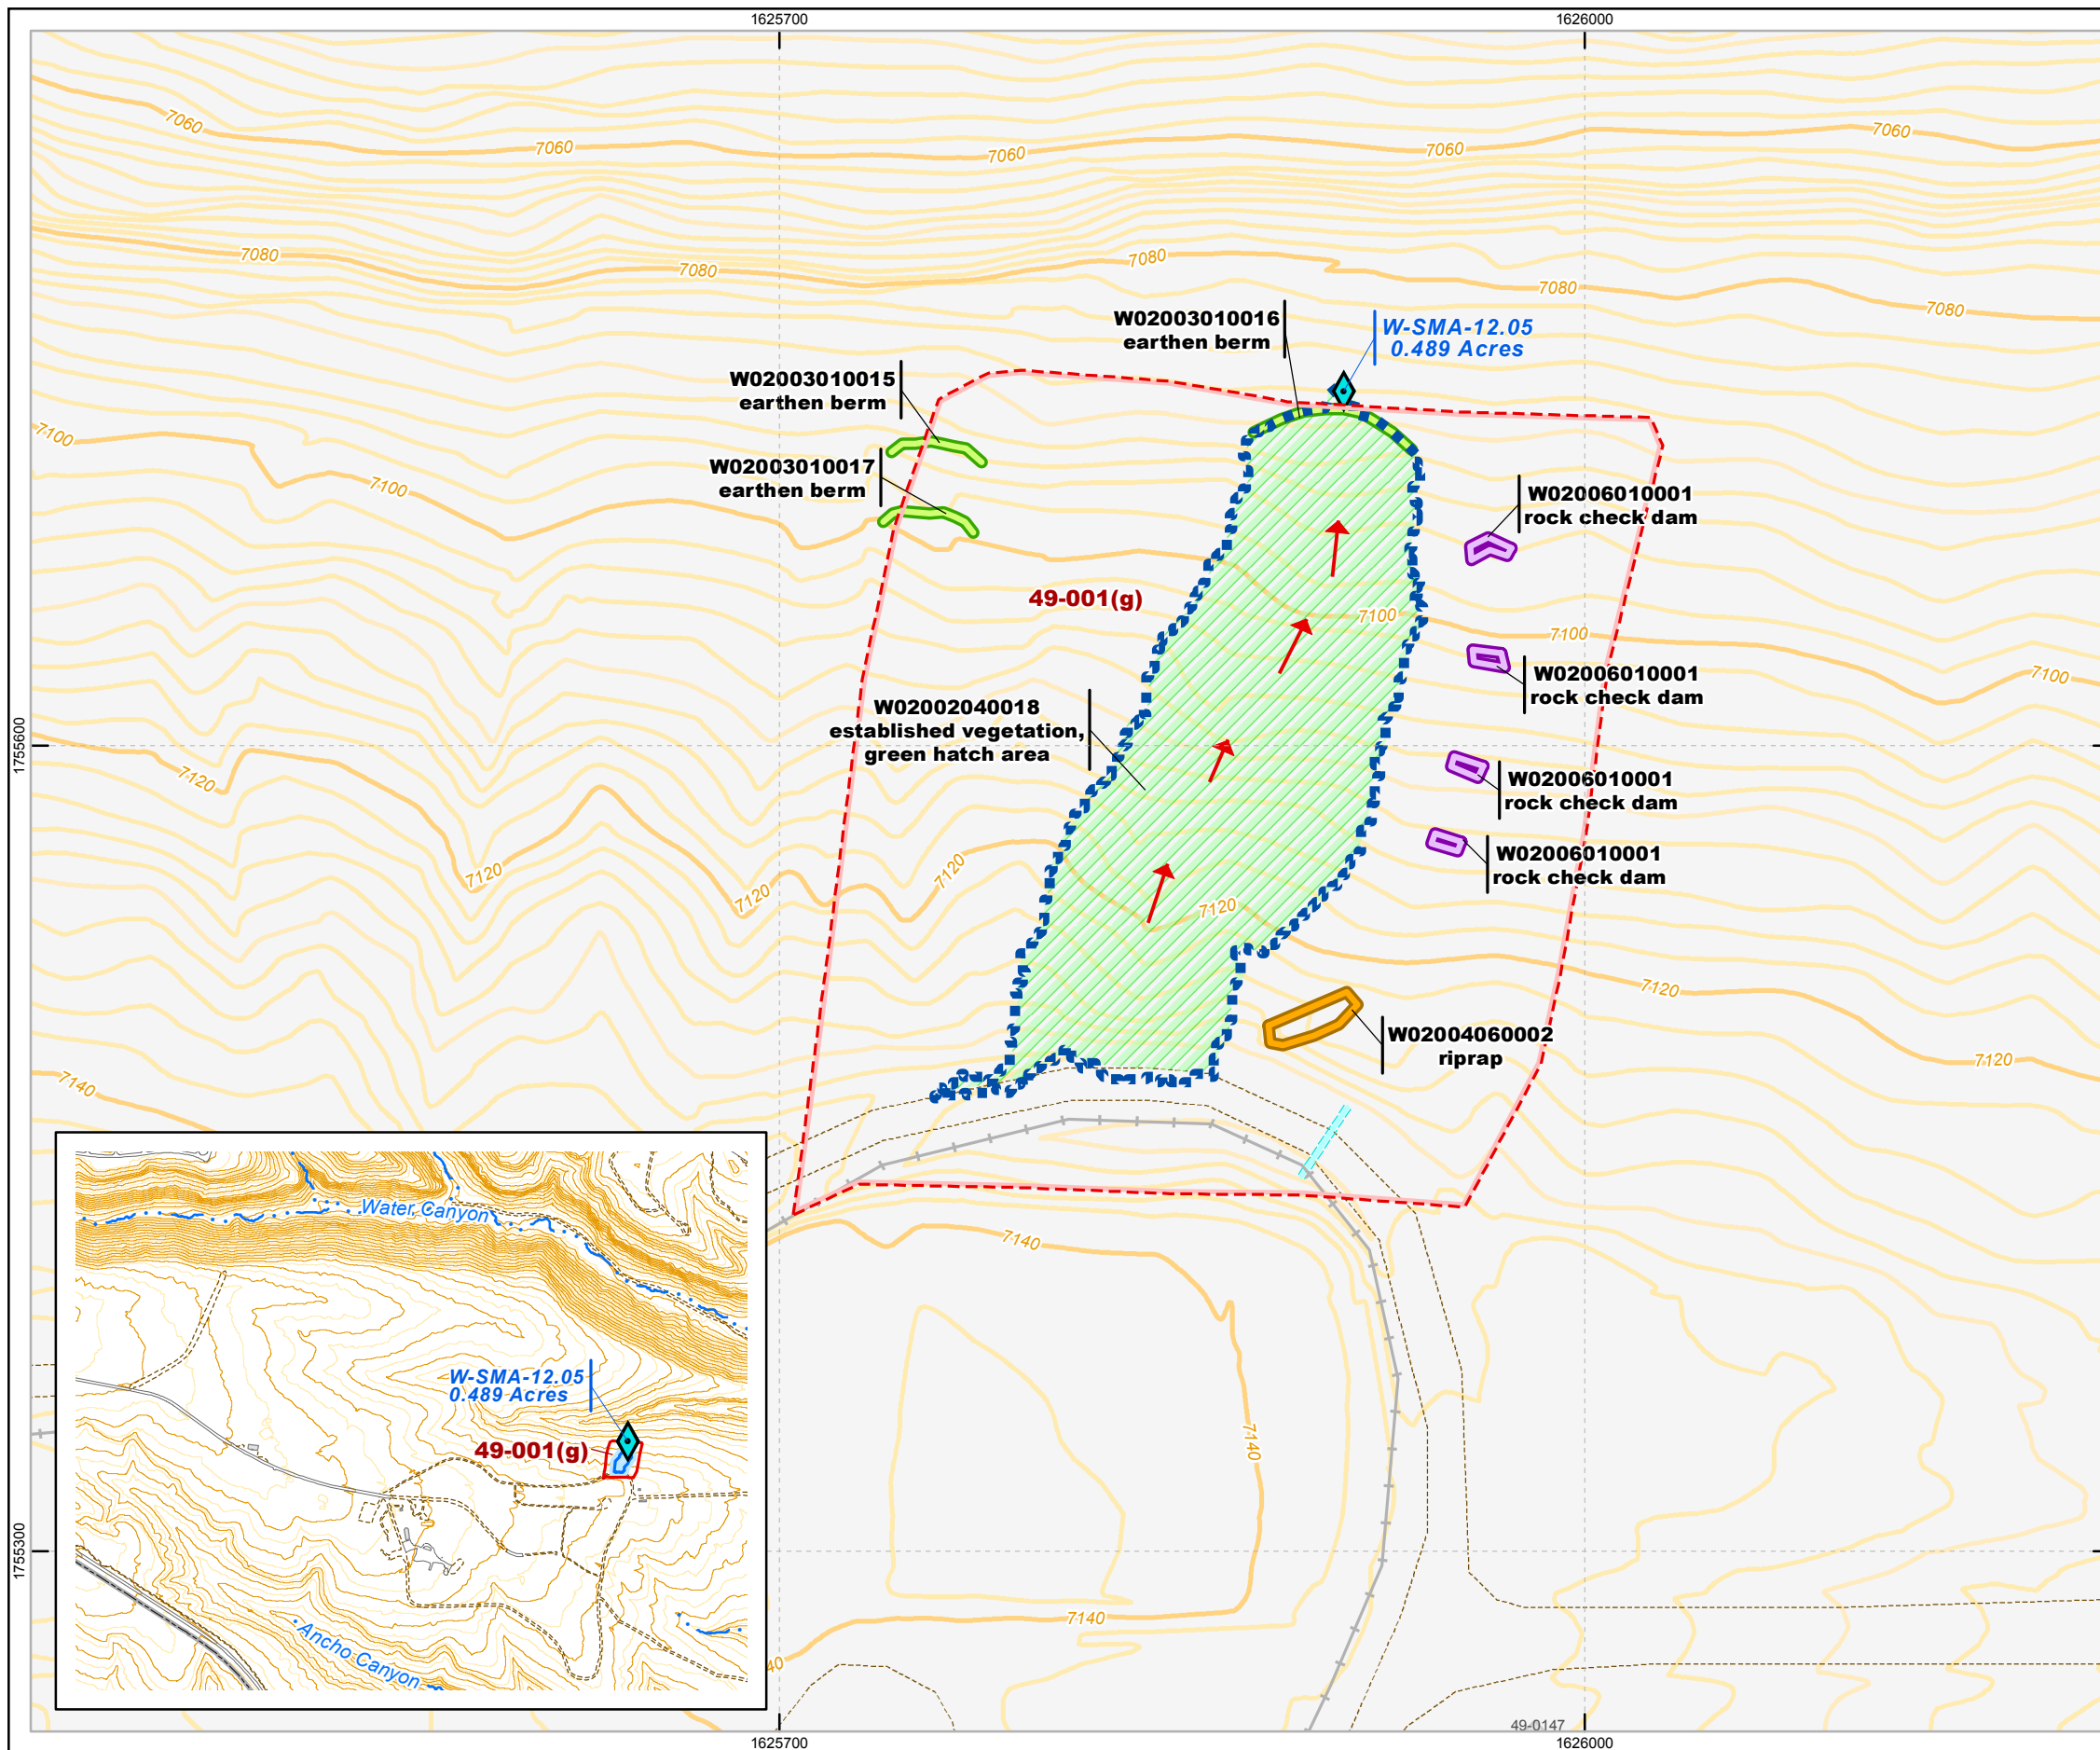 1625700
1626000
7060
7060
7060
7060
7060
7080
7080
7080
7080
7080
W02003010016
earthen berm
W-SMA-12.05
0.489 Acres
W02003010015
earthen berm
7100
W02003010017
earthen berm
7100
W02006010001
rock check dam
49-001(g)
7100
7100
7100
W02006010001
rock check dam
W02002040018
established vegetation,
green hatch area
1755600
7120
W02006010001
rock check dam
W02006010001
rock check dam
7120
7120
7120
7120
7120
W02004060002
riprap
7120
7140
7140
Water Canyon
W-SMA-12.05
0.489 Acres
49-001(g)
Ancho Canyon
7140
1755300
7140
40
49-0147
1625700
1626000